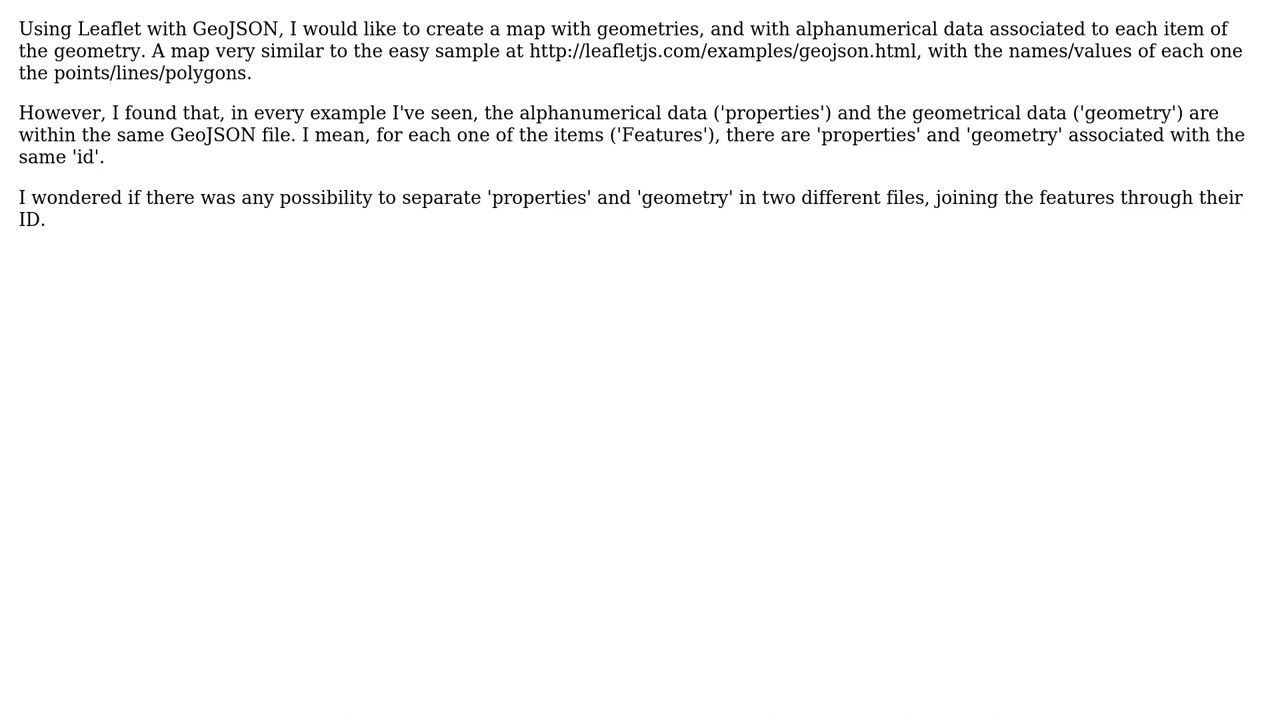 Using Leaflet with GeoJSON, I would like to create a map with geometries, and with alphanumerical data associated to each item of
the geometry. A map very similar to the easy sample at http://leafletjs.com/examples/geojson.html, with the names/values of each one
the points/lines/polygons.
However, I found that, in every example I've seen, the alphanumerical data ('properties') and the geometrical data ('geometry') are
within the same GeoJSON file. I mean, for each one of the items ('Features'), there are 'properties' and 'geometry' associated with the
same 'id'.
I wondered if there was any possibility to separate 'properties' and 'geometry' in two different files, joining the features through their
ID.